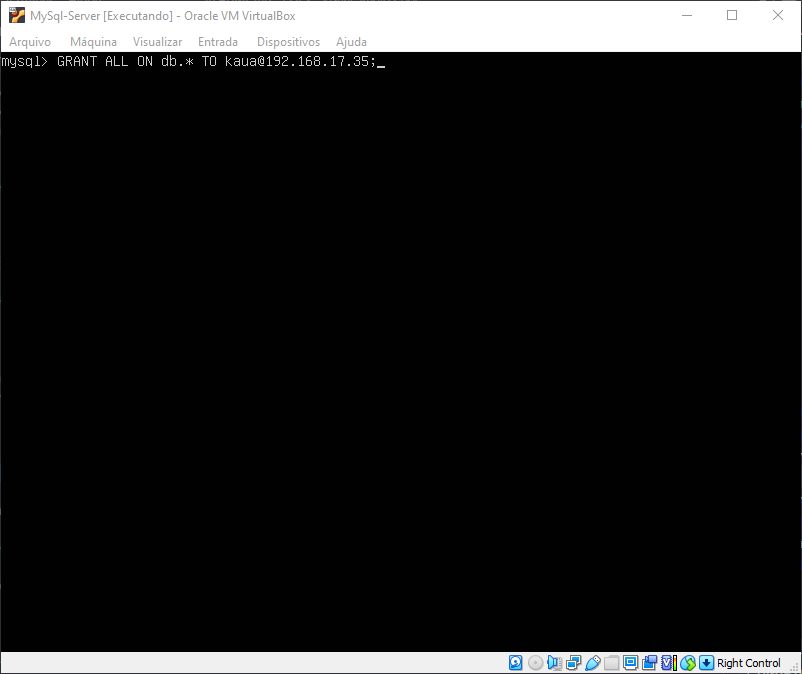 MySql-Server [Executando] - Oracle VM VirtualBox
Arquivo Máquina Visualizar Entrada Dispositivos Ajuda
mysql> GRANT ALL ON db.* TO kaua@192.168.17.35;_
Right Control